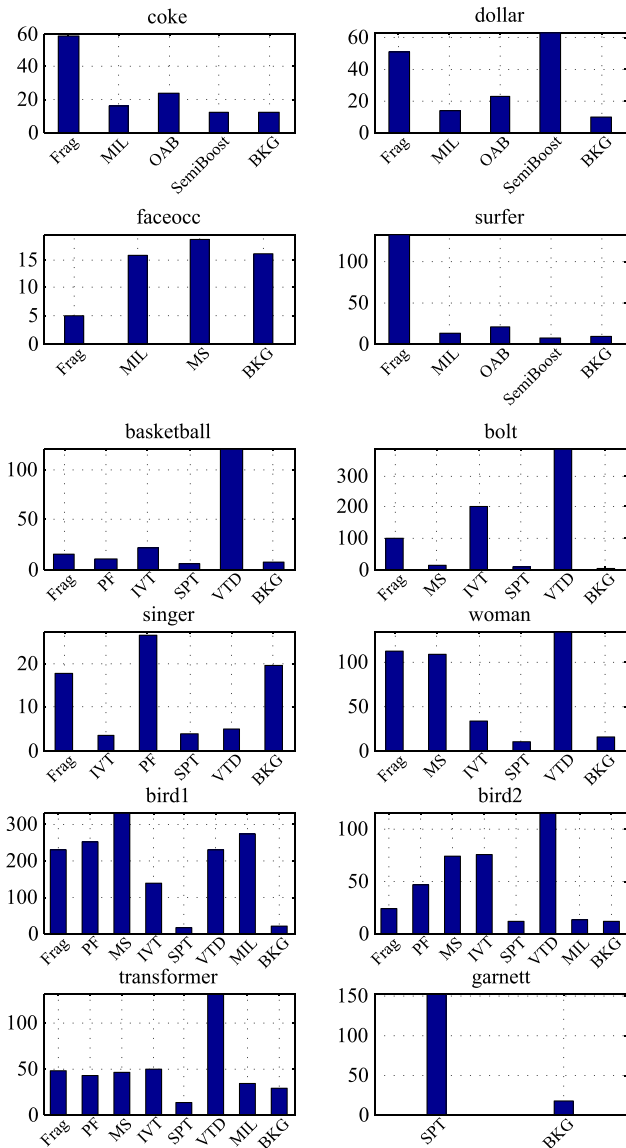 coke
60
40
20
0
Frag MIL OAB SemiBoost BKG
dollar
60
40
20
0
Frag MIL OAB SemiBoost BKG
faceocc
15
10
5
0
Frag MIL MS BKG
surfer
100
50
0
Frag MIL OAB SemiBoost BKG
basketball
100
50
0
Frag PF IVT SPT VTD BKG
bolt
300
200
100
0
Frag MS IVT SPT VTD BKG
singer
20
10
0
Frag IVT PF SPT VTD BKG
woman
100
50
0
Frag MS IVT SPT VTD BKG
bird1
300
200
100
0
Frag PF MS IVT SPT VTD MIL BKG
bird2
100
50
0
Frag PF MS IVT SPT VTD MIL BKG
transformer
100
50
0
Frag PF MS IVT SPT VTD MIL BKG
garnett
150
100
50
0
SPT BKG